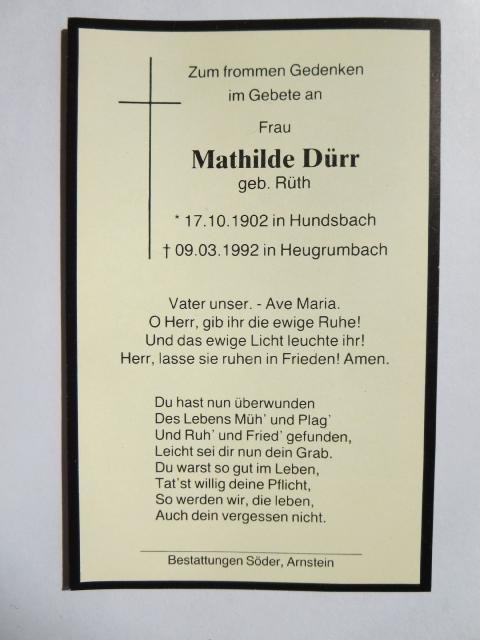 Zum frommen Gedenken
im Gebete an
Frau
Mathilde Dürr
geb. Rüth
* 17.10.1902 in Hundsbach
† 09.03.1992 in Heugrumbach
Vater unser. - Ave Maria.
O Herr, gib ihr die ewige Ruhe!
Und das ewige Licht leuchte ihr!
Herr, lasse sie ruhen in Frieden! Amen.
Du hast nun überwunden
Des Lebens Müh' und Plag'
Und Ruh' und Fried' gefunden,
Leicht sei dir nun dein Grab.
Du warst so gut im Leben,
Tat'st willig deine Pflicht,
So werden wir, die leben,
Auch dein vergessen nicht.
Bestattungen Söder, Arnstein